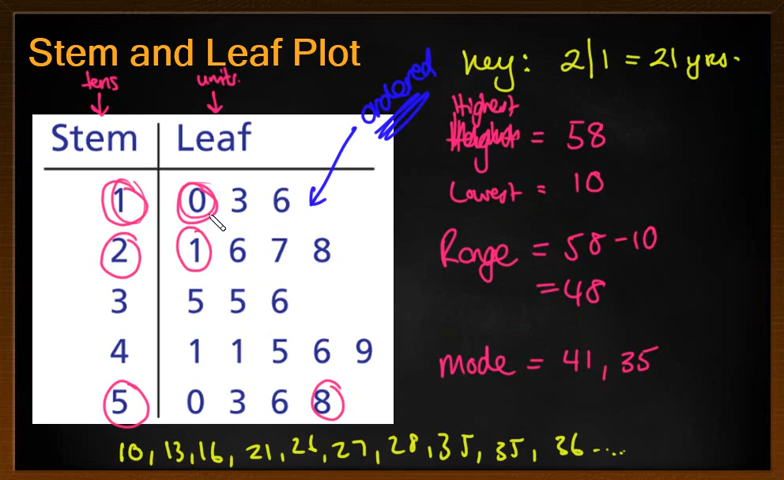 Stem and Leaf Plot
Key: 2/1 = 21 yrs.
tens
units
ordered
Stem Leaf
1 0 3 6
2 1 6 7 8
3 5 5 6
4 1 1 5 6 9
5 0 3 6 8
Highest
= 58
Lowest = 10
Range = 58-10
= 48
mode = 41, 35
10, 13, 16, 21, 26, 27, 28, 35, 35, 36 ....